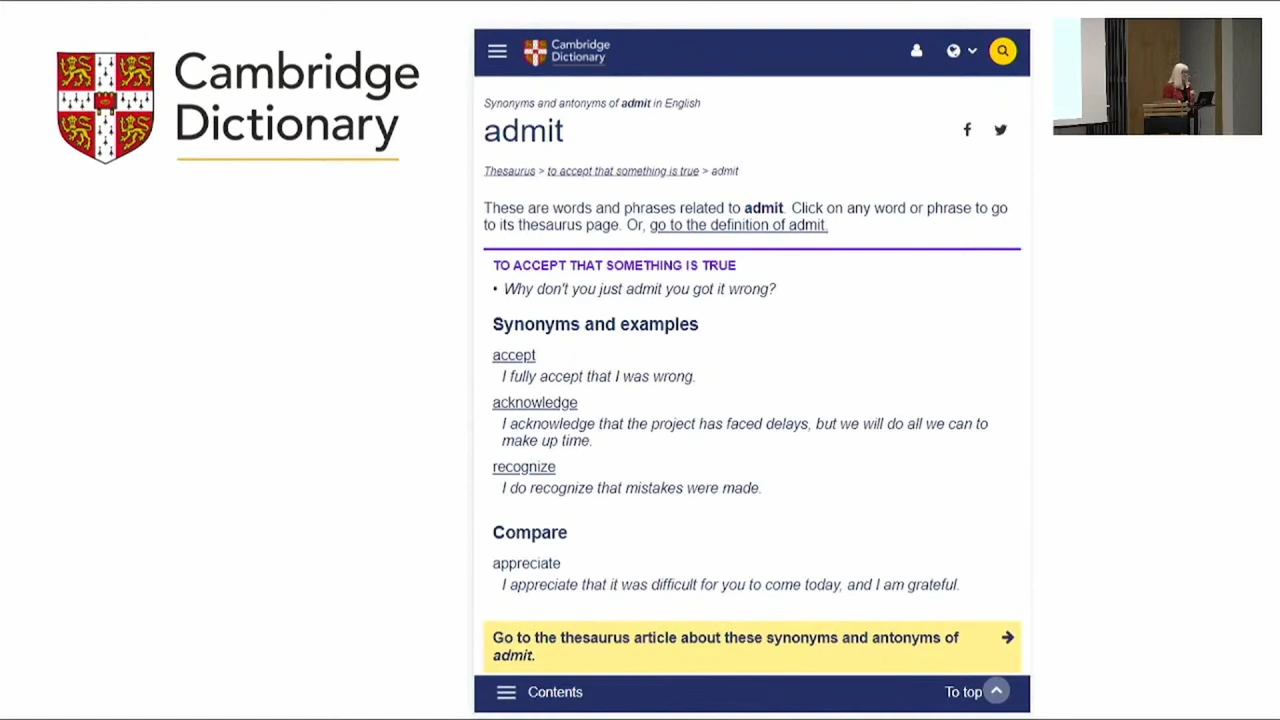 Cambridge
Dictionary
Cambridge
Dictionary
Synonyms and antonyms of admit in English
admit
Thesaurus > to accept that something is true > admit
These are words and phrases related to admit. Click on any word or phrase to go
to its thesaurus page. Or, go to the definition of admit.
TO ACCEPT THAT SOMETHING IS TRUE
• Why don't you just admit you got it wrong?
Synonyms and examples
accept
I fully accept that I was wrong.
acknowledge
I acknowledge that the project has faced delays, but we will do all we can to
make up time.
recognize
I do recognize that mistakes were made.
Compare
appreciate
I appreciate that it was difficult for you to come today, and I am grateful.
Go to the thesaurus article about these synonyms and antonyms of
admit.
Contents
To top